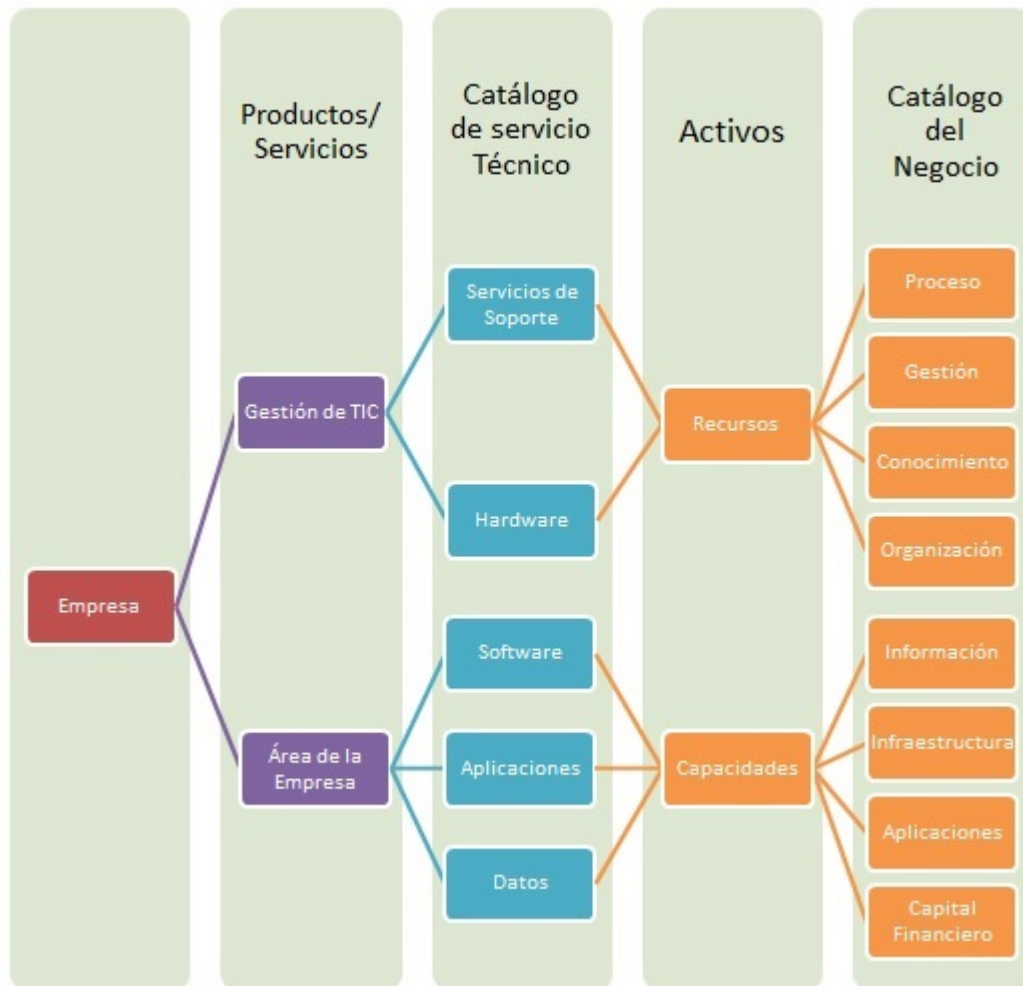 Productos/
Servicios
Catálogo
de servicio
Técnico
Activos
Catálogo
del
Negocio
Empresa
Gestión de TIC
Área de la
Empresa
Servicios de
Soporte
Hardware
Software
Aplicaciones
Datos
Recursos
Capacidades
Proceso
Gestión
Conocimiento
Organización
Información
Infraestructura
Aplicaciones
Capital
Financiero